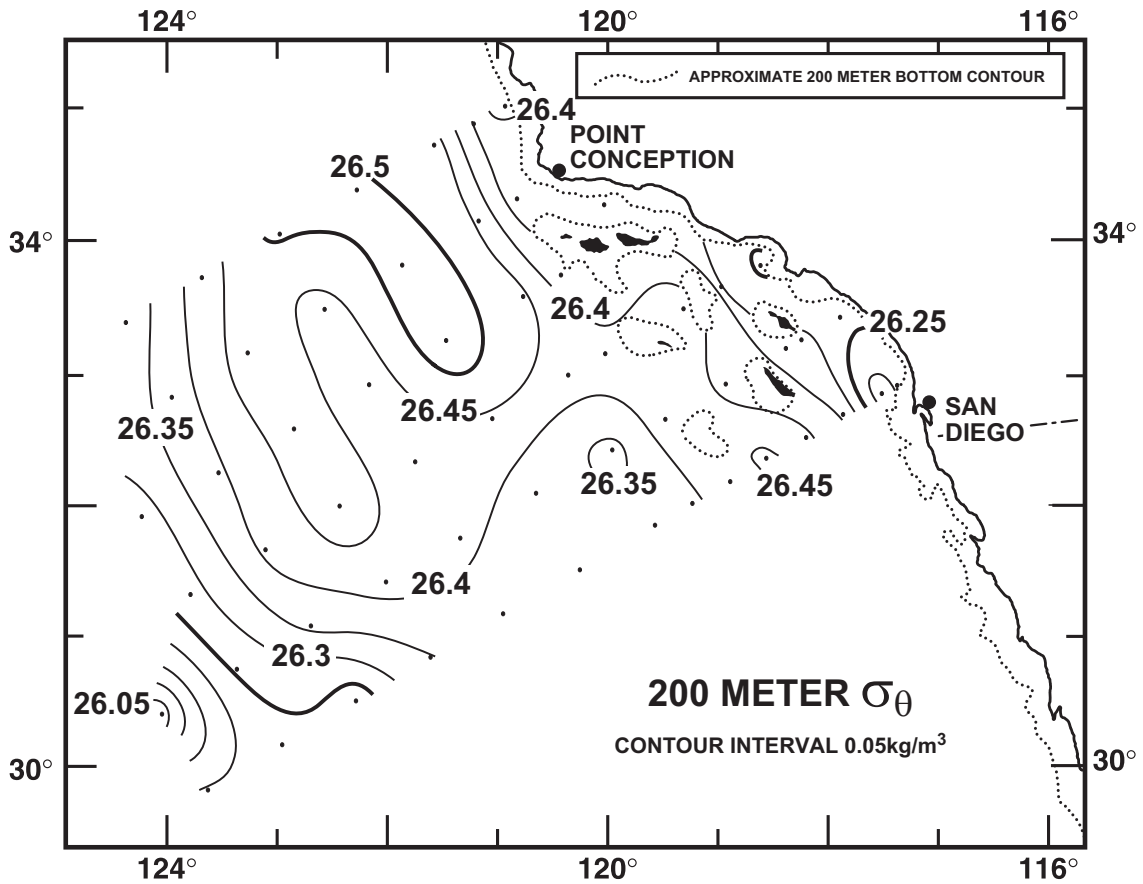 124° 120° 116°
APPROXIMATE 200 METER BOTTOM CONTOUR
26.4
POINT
CONCEPTION
26.5
34° 34°
26.4
26.25
26.45
SAN
DIEGO
26.35
26.35
26.45
26.4
26.3
26.05
200 METER σθ
CONTOUR INTERVAL 0.05kg/m³
30° 30°
124° 120° 116°